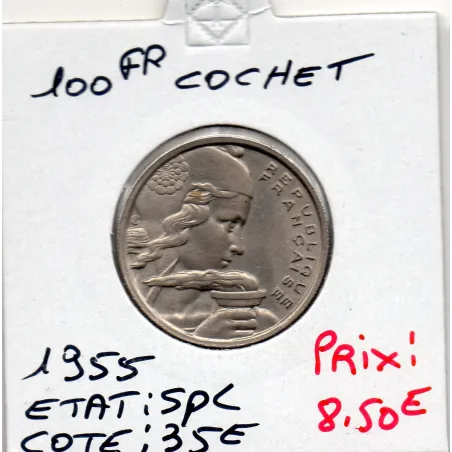 100 FR COCHET
REPUBLIQUE
FRANÇAISE
1955
ETAT: SPL
COTE: 35E
PRIX:
8.50E